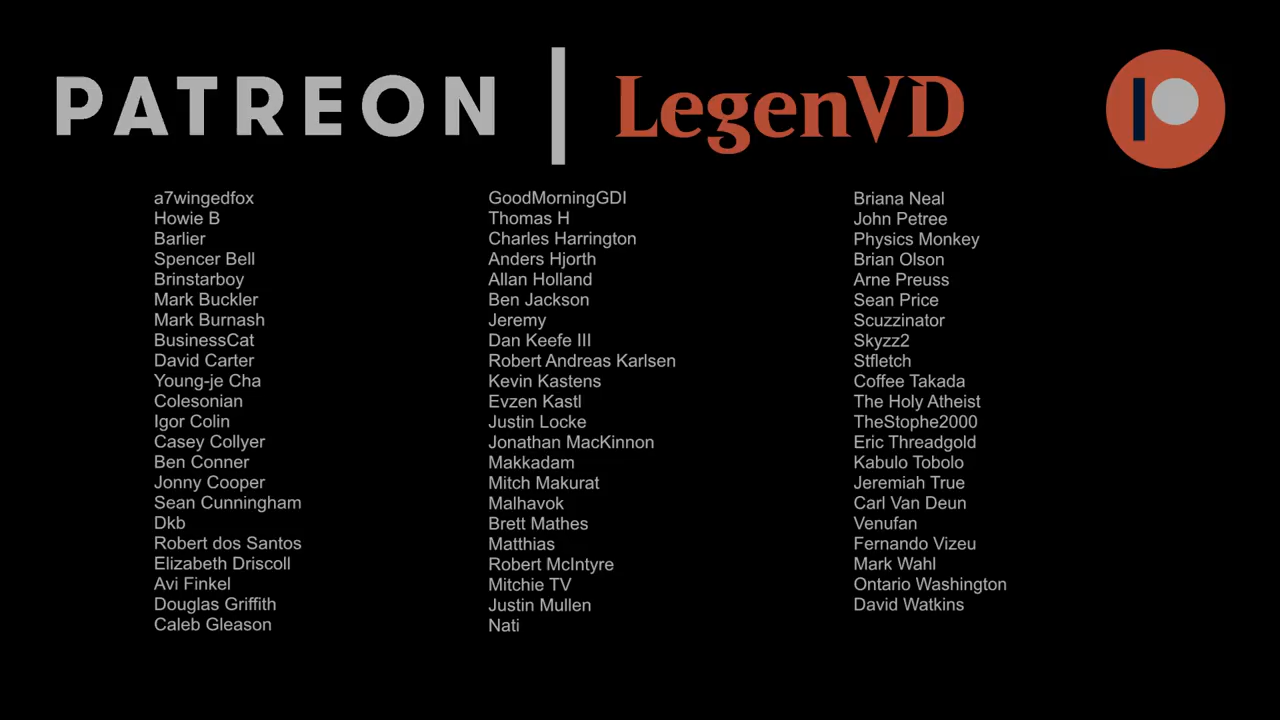 PATREON | LegenVD
a7wingedfox
Howie B
Barlier
Spencer Bell
Brinstarboy
Mark Buckler
Mark Burnash
BusinessCat
David Carter
Young-je Cha
Colesonian
Igor Colin
Casey Collyer
Ben Conner
Jonny Cooper
Sean Cunningham
Dkb
Robert dos Santos
Elizabeth Driscoll
Avi Finkel
Douglas Griffith
Caleb Gleason
GoodMorningGDI
Thomas H
Charles Harrington
Anders Hjorth
Allan Holland
Ben Jackson
Jeremy
Dan Keefe III
Robert Andreas Karlsen
Kevin Kastens
Evzen Kastl
Justin Locke
Jonathan MacKinnon
Makkadam
Mitch Makurat
Malhavok
Brett Mathes
Matthias
Robert McIntyre
Mitchie TV
Justin Mullen
Nati
Briana Neal
John Petree
Physics Monkey
Brian Olson
Arne Preuss
Sean Price
Scuzzinator
Skyzz2
Stfletch
Coffee Takada
The Holy Atheist
TheStophe2000
Eric Threadgold
Kabulo Tobolo
Jeremiah True
Carl Van Deun
Venufan
Fernando Vizeu
Mark Wahl
Ontario Washington
David Watkins